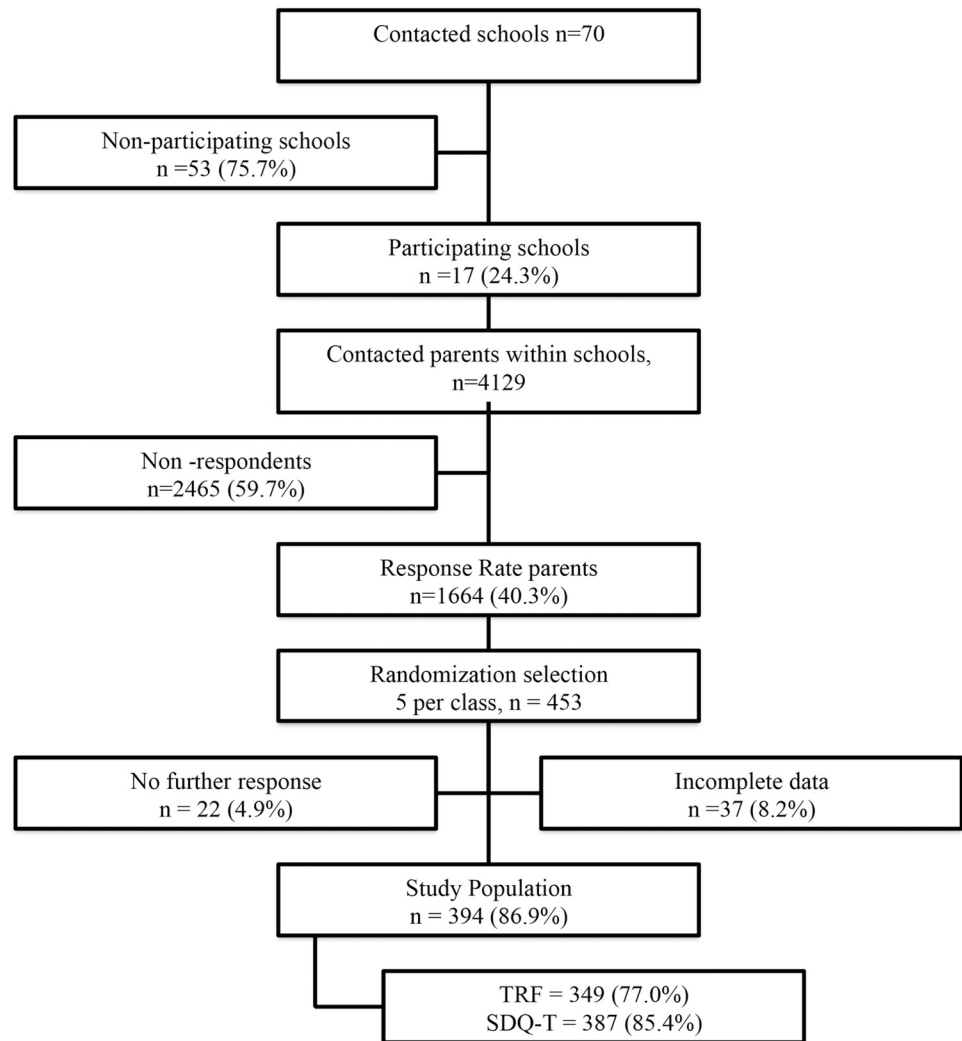 Contacted schools n=70
Non-participating schools
n =53 (75.7%)
Participating schools
n =17 (24.3%)
Contacted parents within schools,
n=4129
Non -respondents
n=2465 (59.7%)
Response Rate parents
n=1664 (40.3%)
Randomization selection
5 per class, n = 453
No further response
n = 22 (4.9%)
Incomplete data
n =37 (8.2%)
Study Population
n = 394 (86.9%)
TRF = 349 (77.0%)
SDQ-T = 387 (85.4%)